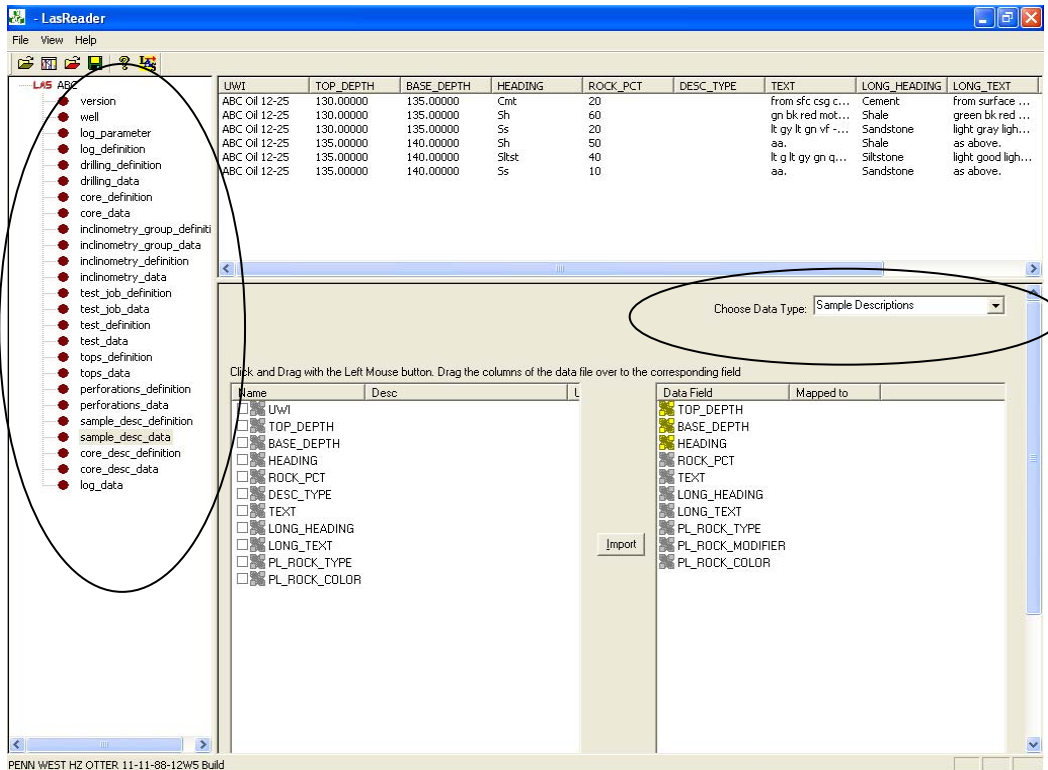 - LasReader
File View Help
LAS ABC
version
well
log_parameter
log_definition
drilling_definition
drilling_data
core_definition
core_data
inclinometry_group_definiti
inclinometry_group_data
inclinometry_definition
inclinometry_data
test_job_definition
test_job_data
test_definition
test_data
tops_definition
tops_data
perforations_definition
perforations_data
sample_desc_definition
sample_desc_data
core_desc_definition
core_desc_data
log_data
UWI TOP_DEPTH BASE_DEPTH HEADING ROCK_PCT DESC_TYPE TEXT LONG_HEADING LONG_TEXT
ABC Oil 12-25 130.00000 135.00000 Cmt 20 from sfc csg c... Cement from surface ...
ABC Oil 12-25 130.00000 135.00000 Sh 60 gn bk red mot... Shale green bk red ...
ABC Oil 12-25 130.00000 135.00000 Ss 20 lt gy lt gn vf -... Sandstone light gray ligh...
ABC Oil 12-25 135.00000 140.00000 Sh 50 aa. Shale as above.
ABC Oil 12-25 135.00000 140.00000 Sltst 40 lt g lt gy gn q... Siltstone light good ligh...
ABC Oil 12-25 135.00000 140.00000 Ss 10 aa. Sandstone as above.
Choose Data Type: Sample Descriptions
Click and Drag with the Left Mouse button. Drag the columns of the data file over to the corresponding field
Name Desc
UWI
TOP_DEPTH
BASE_DEPTH
HEADING
ROCK_PCT
DESC_TYPE
TEXT
LONG_HEADING
LONG_TEXT
PL_ROCK_TYPE
PL_ROCK_COLOR
Import
Data Field Mapped to
TOP_DEPTH
BASE_DEPTH
HEADING
ROCK_PCT
TEXT
LONG_HEADING
LONG_TEXT
PL_ROCK_TYPE
PL_ROCK_MODIFIER
PL_ROCK_COLOR
PENN WEST HZ OTTER 11-11-88-12W5 Build